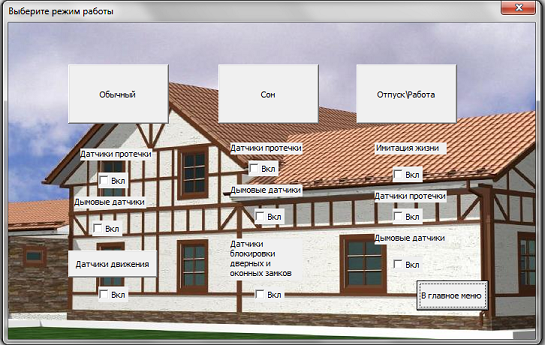 Выберите режим работы
Обычный
Сон
Отпуск\Работа
Датчики протечки
Вкл
Дымовые датчики
Вкл
Датчики движения
Вкл
Датчики протечки
Вкл
Дымовые датчики
Вкл
Датчики
блокировки
дверных и
оконных замков
Вкл
Имитация жизни
Вкл
Датчики протечки
Вкл
Дымовые датчики
Вкл
В главное меню